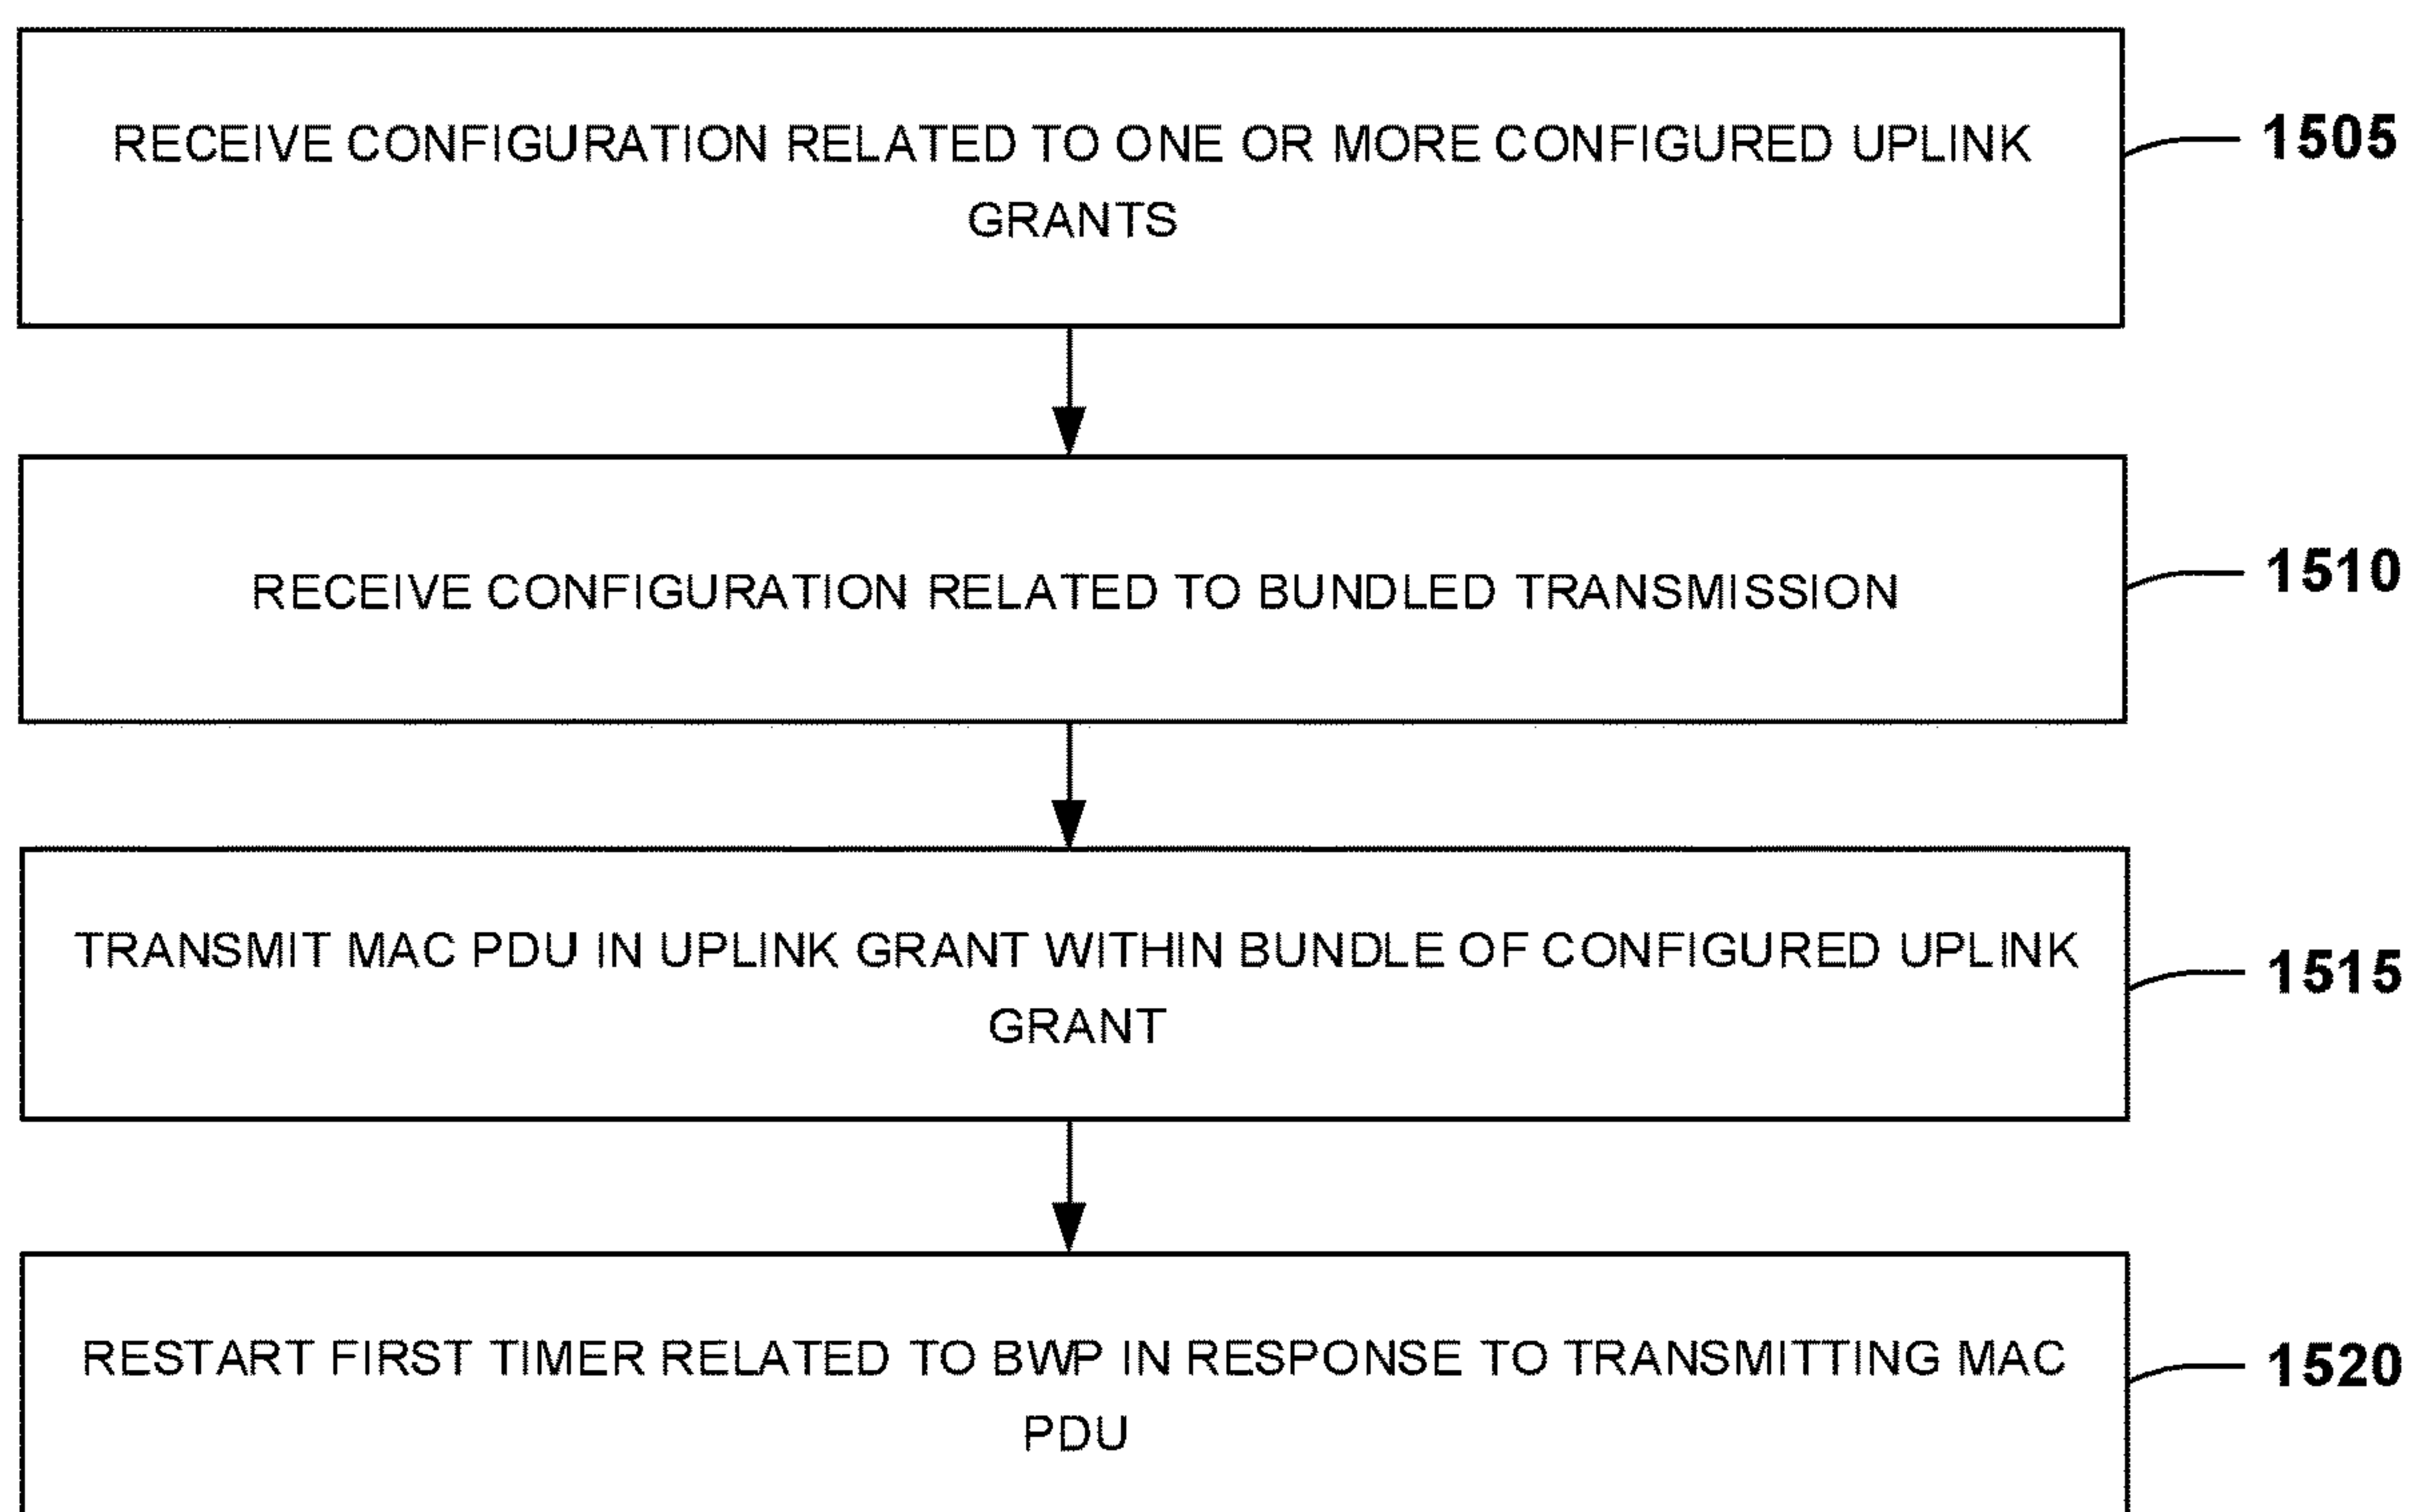 RECEIVE CONFIGURATION RELATED TO ONE OR MORE CONFIGURED UPLINK
GRANTS
1505
RECEIVE CONFIGURATION RELATED TO BUNDLED TRANSMISSION
1510
TRANSMIT MAC PDU IN UPLINK GRANT WITHIN BUNDLE OF CONFIGURED UPLINK
GRANT
1515
RESTART FIRST TIMER RELATED TO BWP IN RESPONSE TO TRANSMITTING MAC
PDU
1520